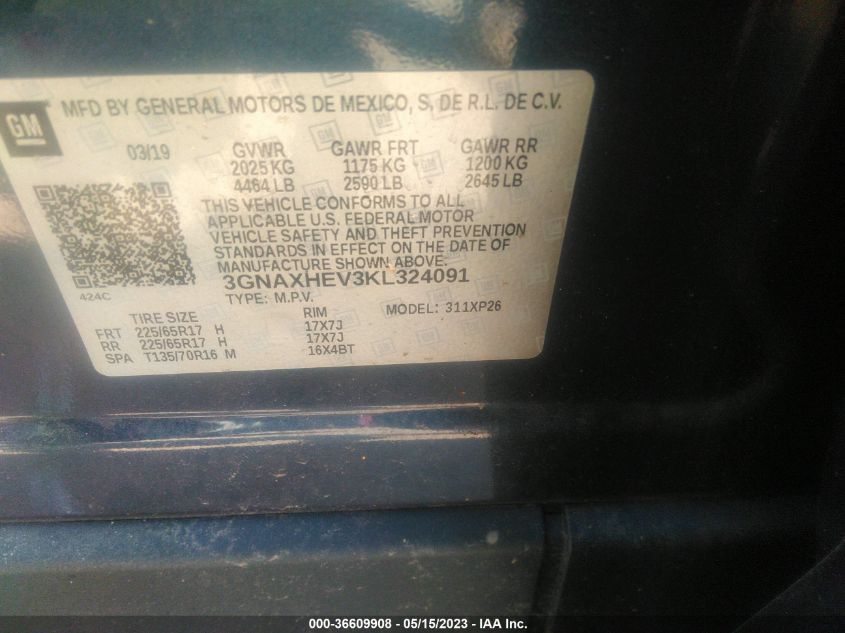 GM
MFD BY GENERAL MOTORS DE MEXICO, S. DE R.L. DE C.V.
03/19 GVWR GAWR FRT GAWR RR
2025 KG 1175 KG 1200 KG
4464 LB 2590 LB 2645 LB
THIS VEHICLE CONFORMS TO ALL
APPLICABLE U.S. FEDERAL MOTOR
VEHICLE SAFETY AND THEFT PREVENTION
STANDARDS IN EFFECT ON THE DATE OF
MANUFACTURE SHOWN ABOVE.
3GNAXHEV3KL324091
424C
TYPE: M.P.V. MODEL: 311XP26
TIRE SIZE RIM
FRT 225/65R17 H 17X7J
RR 225/65R17 H 17X7J
SPA T135/70R16 M 16X4BT
000-36609908 - 05/15/2023 - IAA Inc.